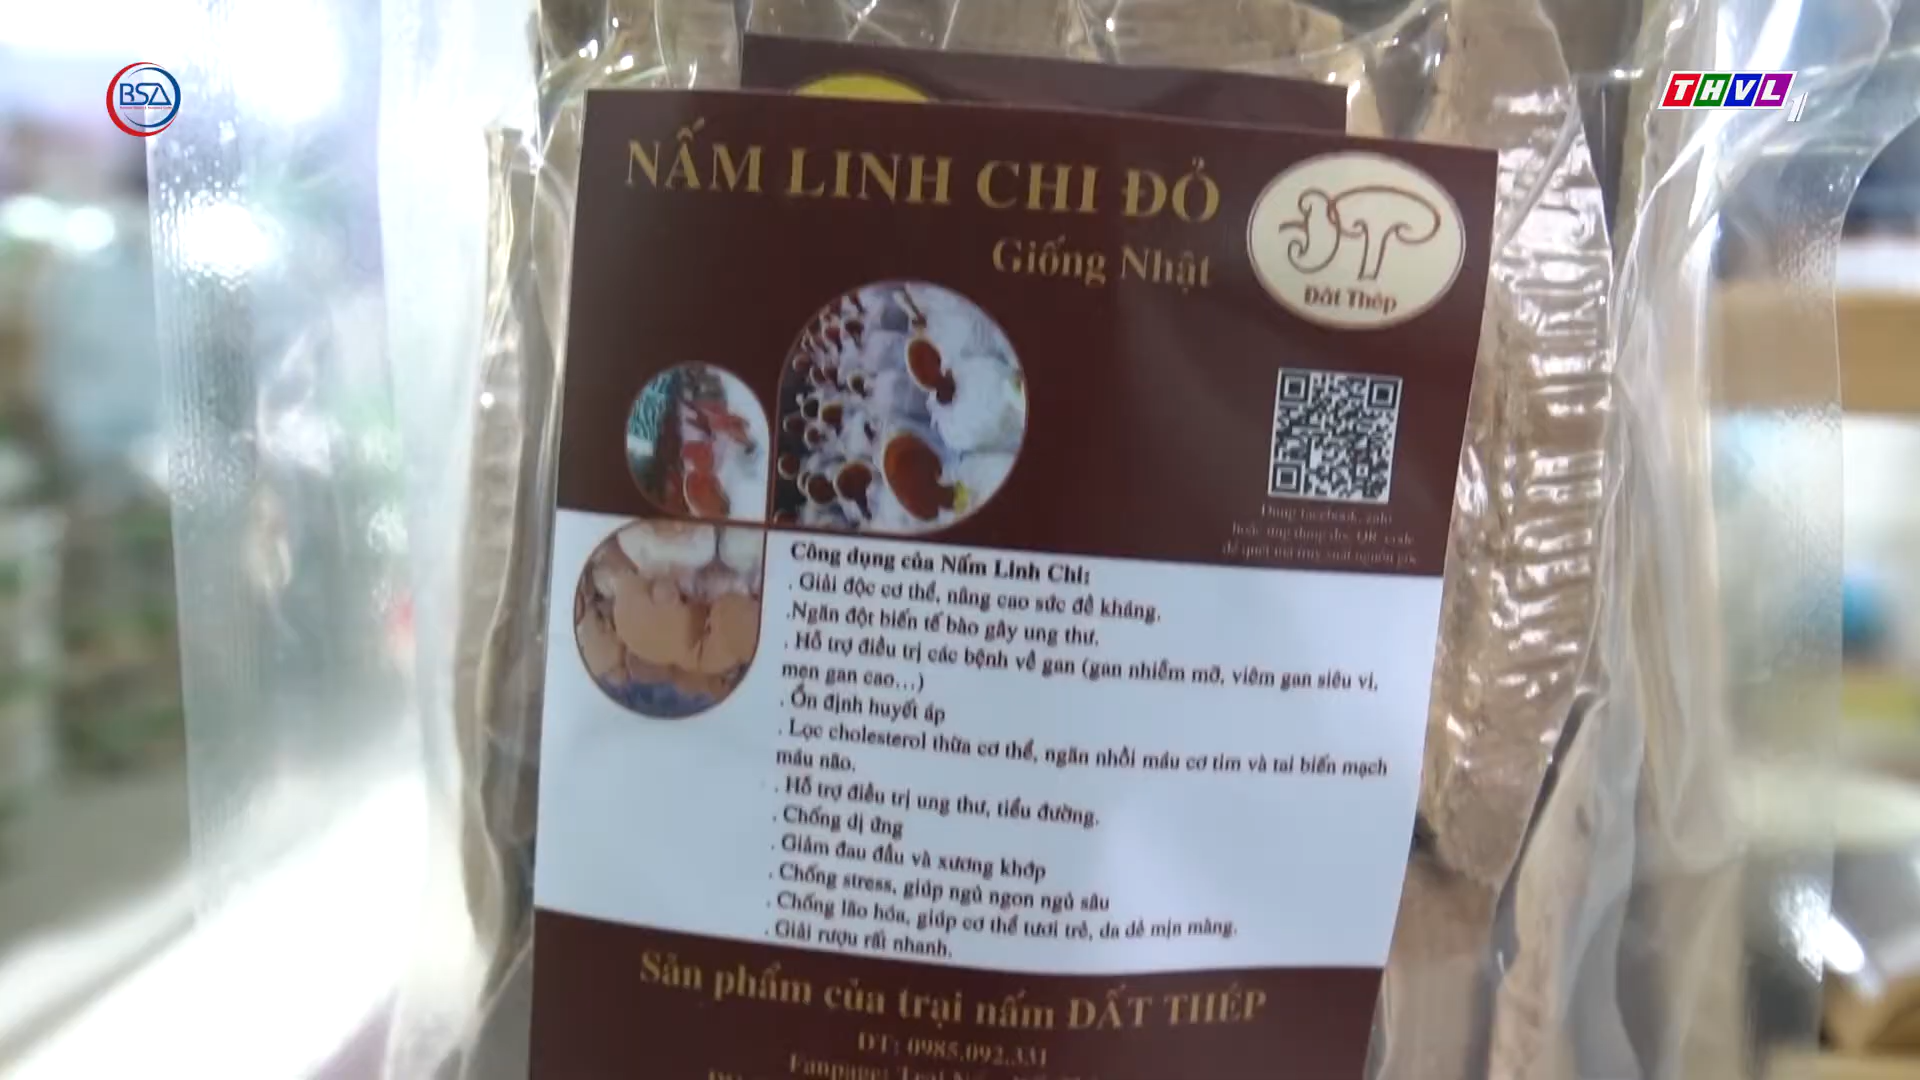 BSA
THVL1
NẤM LINH CHI ĐỎ
Giống Nhật
ĐT
Đất Thép
Dùng facebook, zalo
Công dụng của Nấm Linh Chi:
. Giải độc cơ thể, nâng cao sức đề kháng.
.Ngăn đột biến tế bào gây ung thư.
. Hỗ trợ điều trị các bệnh về gan (gan nhiễm mỡ, viêm gan siêu vi,
men gan cao...)
. Ổn định huyết áp
. Lọc cholesterol thừa cơ thể, ngăn nhồi máu cơ tim và tai biến mạch
máu não.
. Hỗ trợ điều trị ung thư, tiểu đường.
. Chống dị ứng
. Giảm đau đầu và xương khớp
. Chống stress, giúp ngủ ngon ngủ sâu
. Chống lão hóa, giúp cơ thể tươi trẻ, da dẻ mịn màng.
. Giải rượu rất nhanh.
Sản phẩm của trại nấm ĐẤT THÉP
ĐT: 0985.092.331
Fanpage: Trại